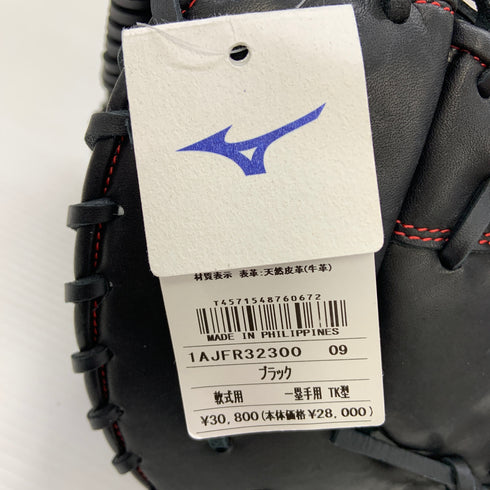 材質表示 表革:天然皮革(牛革)
T4571548760672
MADE IN PHILIPPINES
1AJFR32300 09
ブラック
軟式用 一塁手用 TK型
¥30,800(本体価格¥28,000)